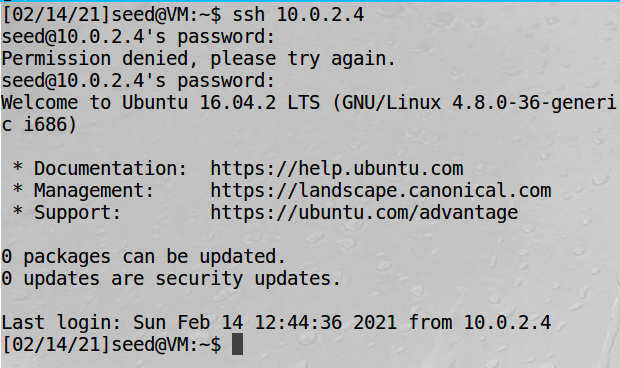 [02/14/21]seed@VM:~$ ssh 10.0.2.4
seed@10.0.2.4's password:
Permission denied, please try again.
seed@10.0.2.4's password:
Welcome to Ubuntu 16.04.2 LTS (GNU/Linux 4.8.0-36-generi
c i686)
* Documentation:  https://help.ubuntu.com
* Management:     https://landscape.canonical.com
* Support:        https://ubuntu.com/advantage
0 packages can be updated.
0 updates are security updates.
Last login: Sun Feb 14 12:44:36 2021 from 10.0.2.4
[02/14/21]seed@VM:~$